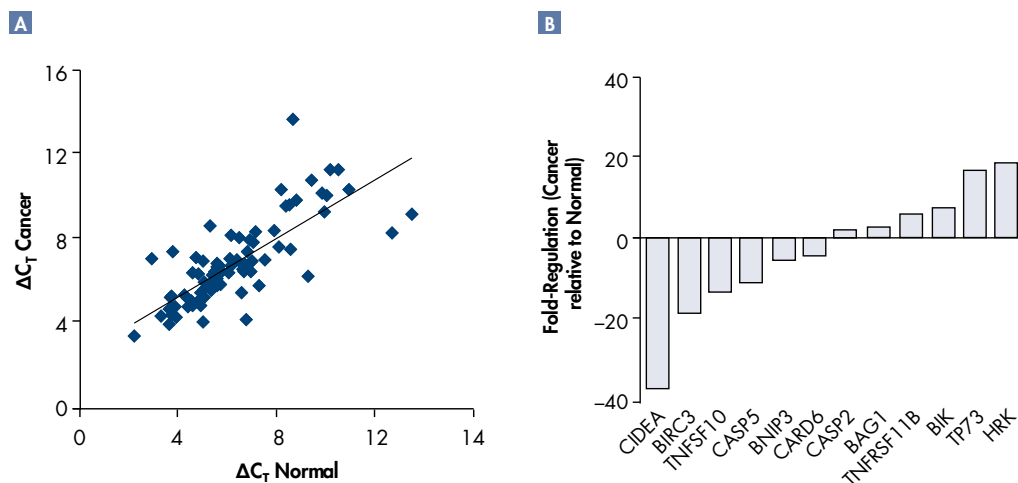 A
16
12
8
4
0
0
4
8
12
14
ΔCT Cancer
ΔCT Normal
B
40
20
0
−20
−40
Fold-Regulation (Cancer
relative to Normal)
CIDEA
BIRC3
TNFSF10
CASP5
BNIP3
CARD6
CASP2
BAG1
TNFRSF11B
BIK
TP73
HRK